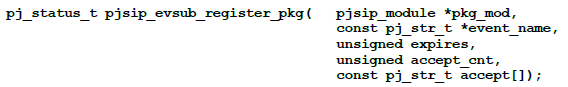 pj_status_t pjsip_evsub_register_pkg( pjsip_module *pkg_mod,
const pj_str_t *event_name,
unsigned expires,
unsigned accept_cnt,
const pj_str_t accept[]);